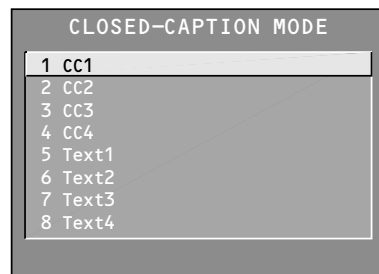 CLOSED-CAPTION MODE
1 CC1
2 CC2
3 CC3
4 CC4
5 Text1
6 Text2
7 Text3
8 Text4